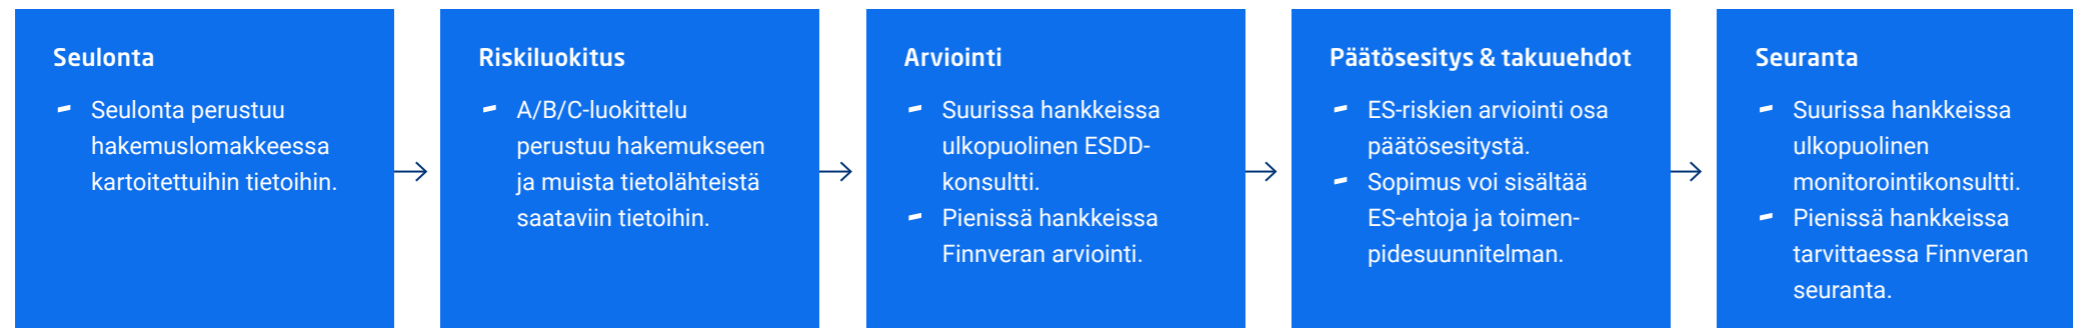 Seulonta
- Seulonta perustuu
hakemuslomakkeessa
kartoitettuihin tietoihin.
Riskiluokitus
- A/B/C-luokittelu
perustuu hakemukseen
ja muista tietolähteistä
saataviin tietoihin.
Arviointi
- Suurissa hankkeissa
ulkopuolinen ESDD-
konsultti.
- Pienissä hankkeissa
Finnveran arviointi.
Päätösesitys & takuuehdot
- ES-riskien arviointi osa
päätösesitystä.
- Sopimus voi sisältää
ES-ehtoja ja toimen-
pidesuunnitelman.
Seuranta
- Suurissa hankkeissa
ulkopuolinen
monitorointikonsultti.
- Pienissä hankkeissa
tarvittaessa Finnveran
seuranta.